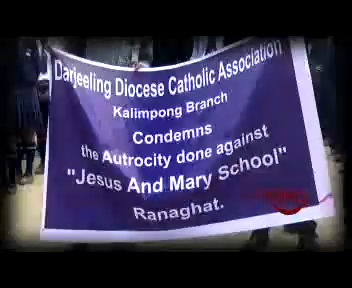 Darjeeling Diocese Catholic Association
Kalimpong Branch
Condemns
the Autrocity done against
"Jesus And Mary School"
Ranaghat.